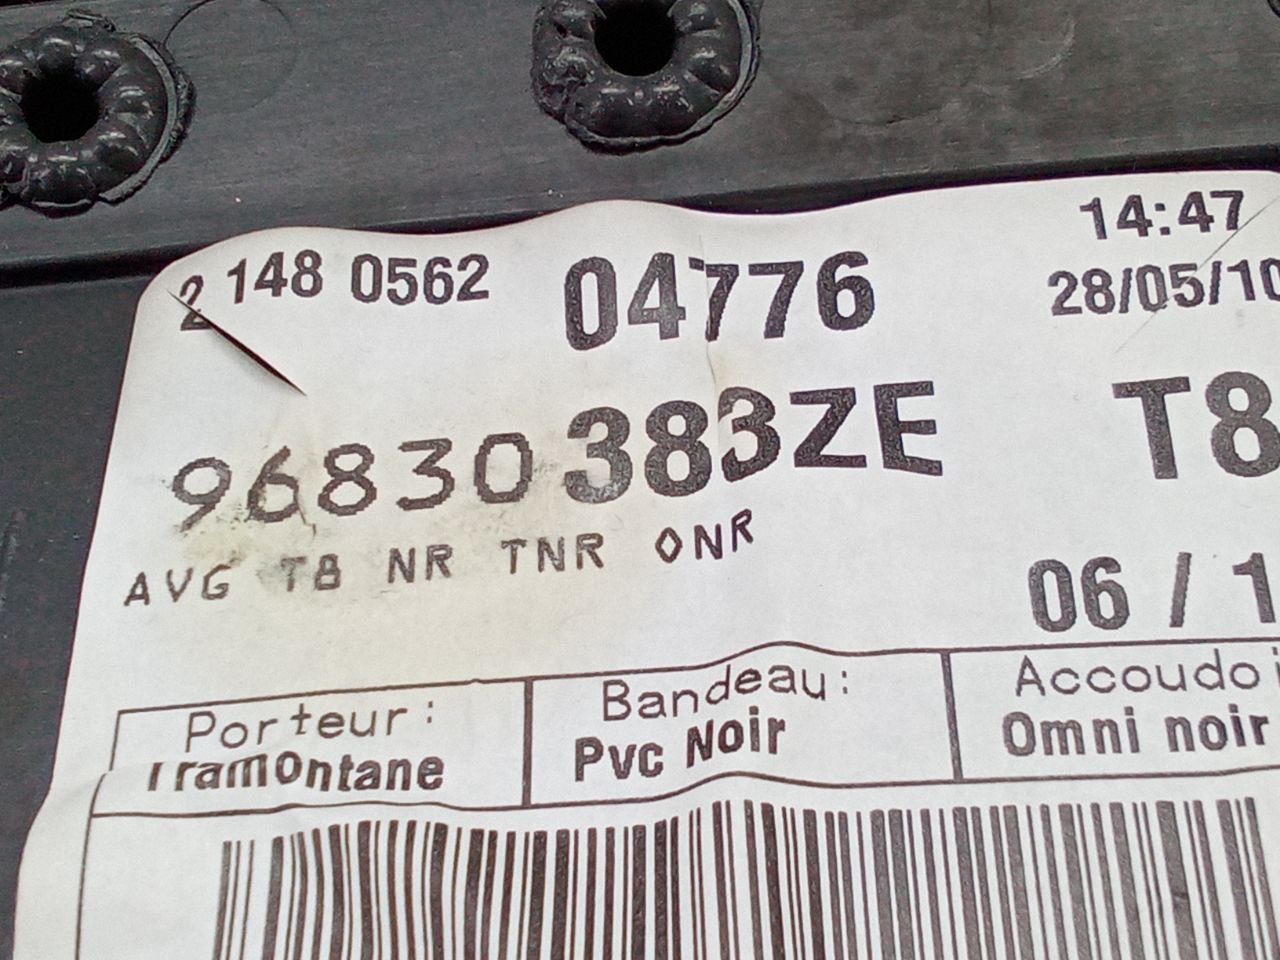 14:47
2 148 0562 04776 28/05/10
96830383ZE T8
AVG T8 NR TNR ONR
06 / 1
Porteur: Bandeau: Accoudoi
Tramontane Pvc Noir Omni noir